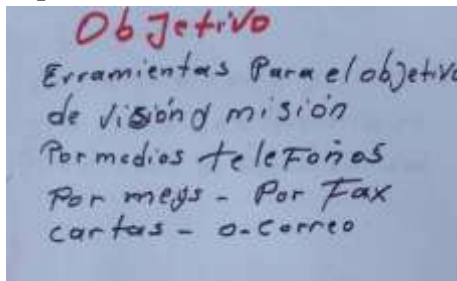 Objetivo
Erramientas Para el objetivo
de visión y misión
Por medios telefoños
Por megs - Por Fax
cartas - o - correo